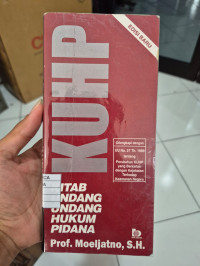 EDISI BARU
KUHP
Dilengkapi dengan
UU No. 27 Th. 1999
tentang
Perubahan KUHP
yang Berkaitan
dengan Kejahatan
Terhadap
Keamanan Negara
KITAB
UNDANG
UNDANG
HUKUM
PIDANA
Prof. Moeljatno, S.H.